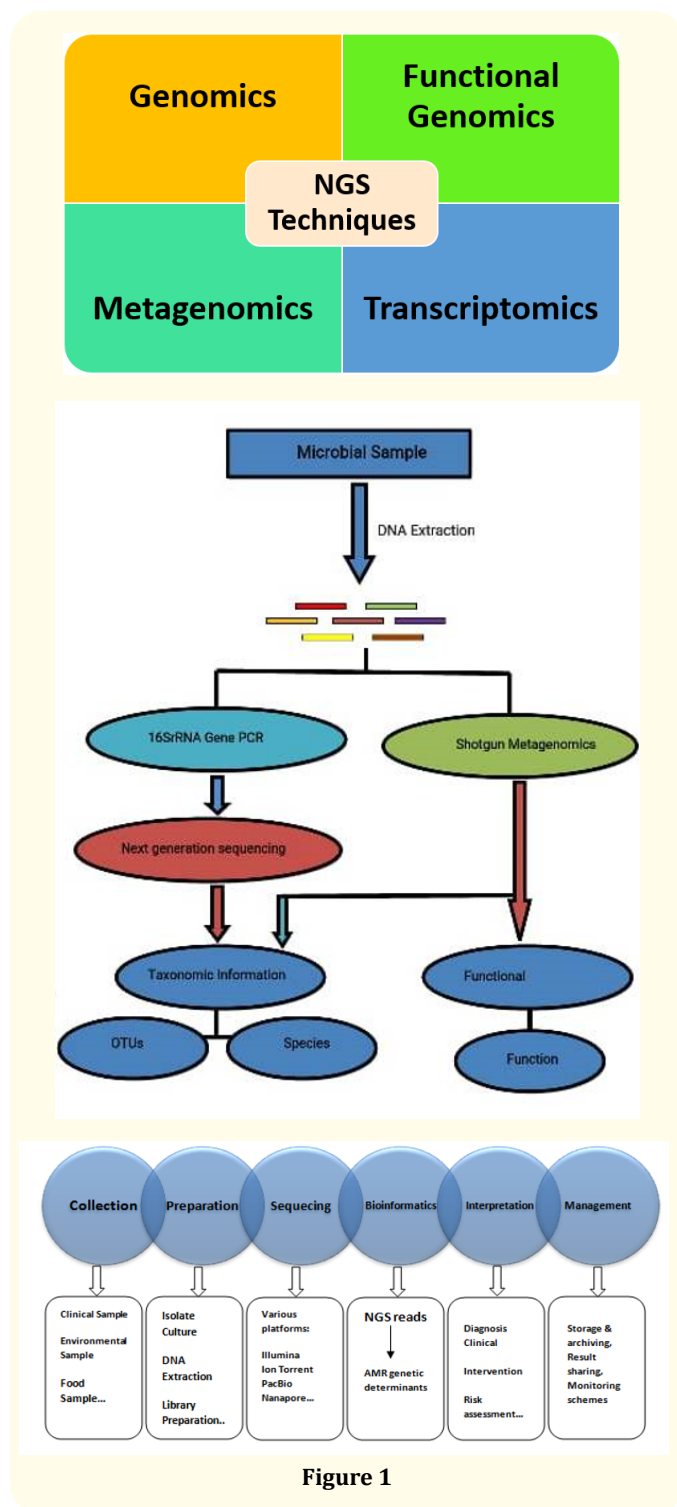 Genomics
Functional
Genomics
NGS
Techniques
Metagenomics
Transcriptomics
Microbial Sample
DNA Extraction
16SrRNA Gene PCR
Shotgun Metagenomics
Next generation sequencing
Taxonomic Information
Functional
OTUs
Species
Function
Collection
Preparation
Sequecing
Bioinformatics
Interpretation
Management
Clinical Sample
Environmental
Sample
Food
Sample...
Isolate
Culture
DNA
Extraction
Library
Preparation..
Various
platforms:
Illumina
Ion Torrent
PacBio
Nanapore...
NGS reads
AMR genetic
determinants
Diagnosis
Clinical
Intervention
Risk
assessment...
Storage &
archiving,
Result
sharing,
Monitoring
schemes
Figure 1